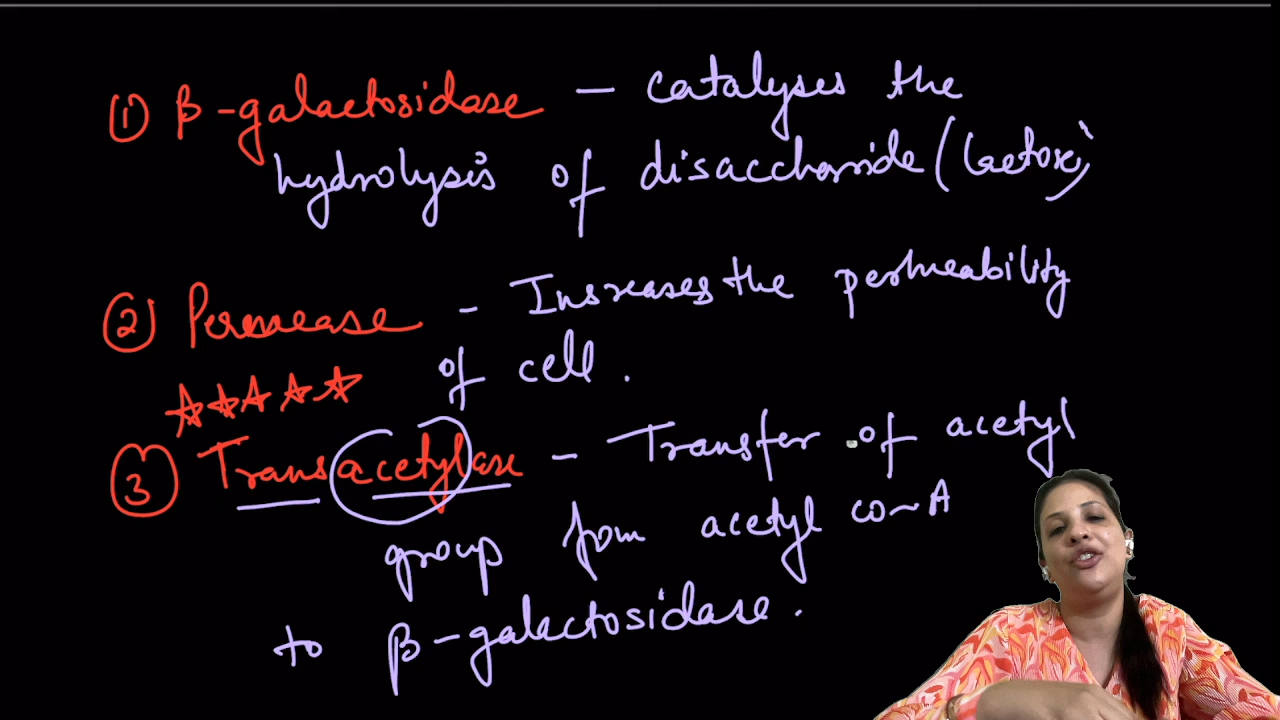 ① β-galactosidase - catalyses the
hydrolysis of disaccharide (lactose)
② Permease - Increases the permeability
of cell.
③ Transacetylase - Transfer of acetyl
group from acetyl co-A
to β-galactosidase.